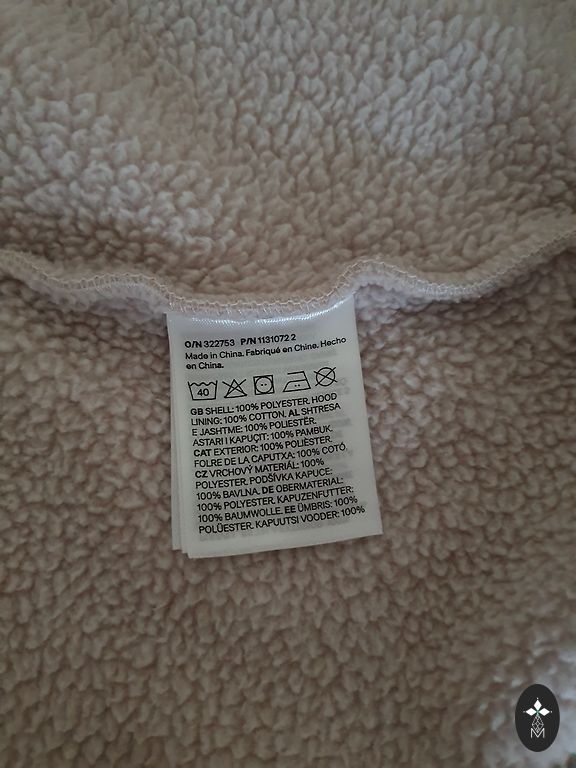 O/N 322753 P/N 1131072 2
Made in China. Fabriqué en Chine. Hecho
en China.
40
GB SHELL: 100% POLYESTER. HOOD
LINING: 100% COTTON. AL SHTRESA
E JASHTME: 100% POLIESTËR.
ASTARI I KAPUÇIT: 100% PAMBUK.
CAT EXTERIOR: 100% POLIÈSTER.
FOLRE DE LA CAPUTXA: 100% COTÓ.
CZ VRCHOVÝ MATERIÁL: 100%
POLYESTER. PODŠÍVKA KAPUCE:
100% BAVLNA. DE OBERMATERIAL:
100% POLYESTER. KAPUZENFUTTER:
100% BAUMWOLLE. EE ÜMBRIS: 100%
POLÜESTER. KAPUUTSI VOODER: 100%
M